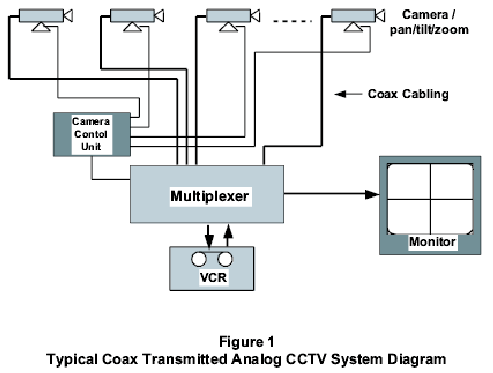 Camera /
pan/tilt/zoom
Coax Cabling
Camera
Contol
Unit
Multiplexer
Monitor
VCR
Figure 1
Typical Coax Transmitted Analog CCTV System Diagram